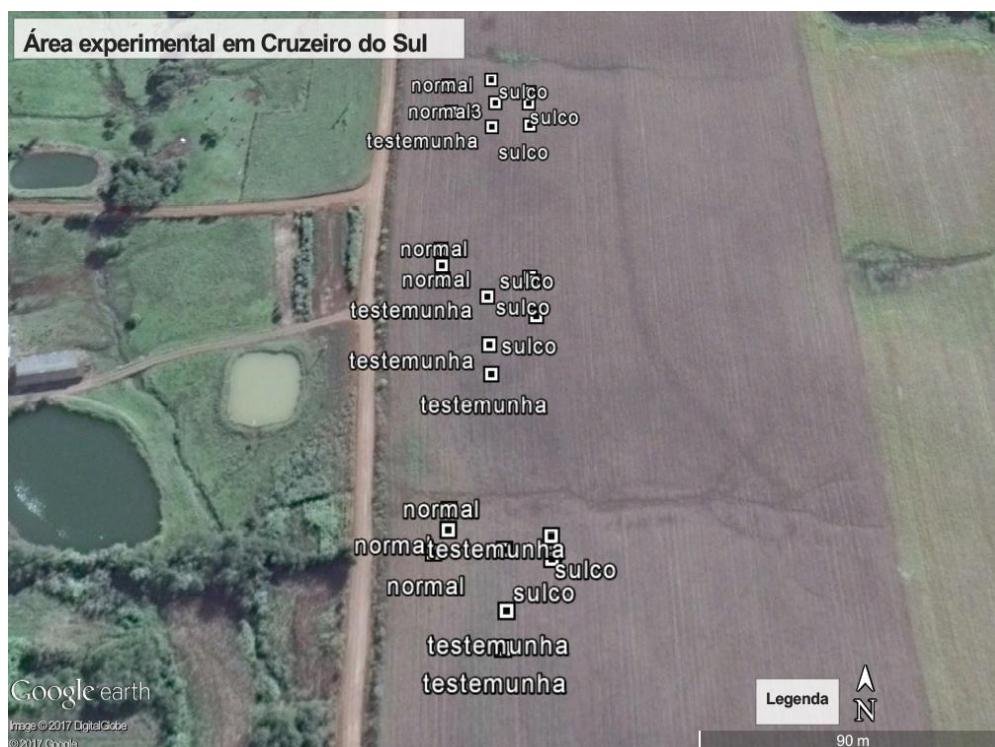 Área experimental em Cruzeiro do Sul
normal
sulco
normal3
sulco
testemunha
sulco
normal
normal
sulco
testemunha
sulco
sulco
testemunha
testemunha
normal
normal
testemunha
sulco
normal
sulco
testemunha
testemunha
Google earth
Legenda
N
Image © 2017 DigitalGlobe
© 2017 Google
90 m